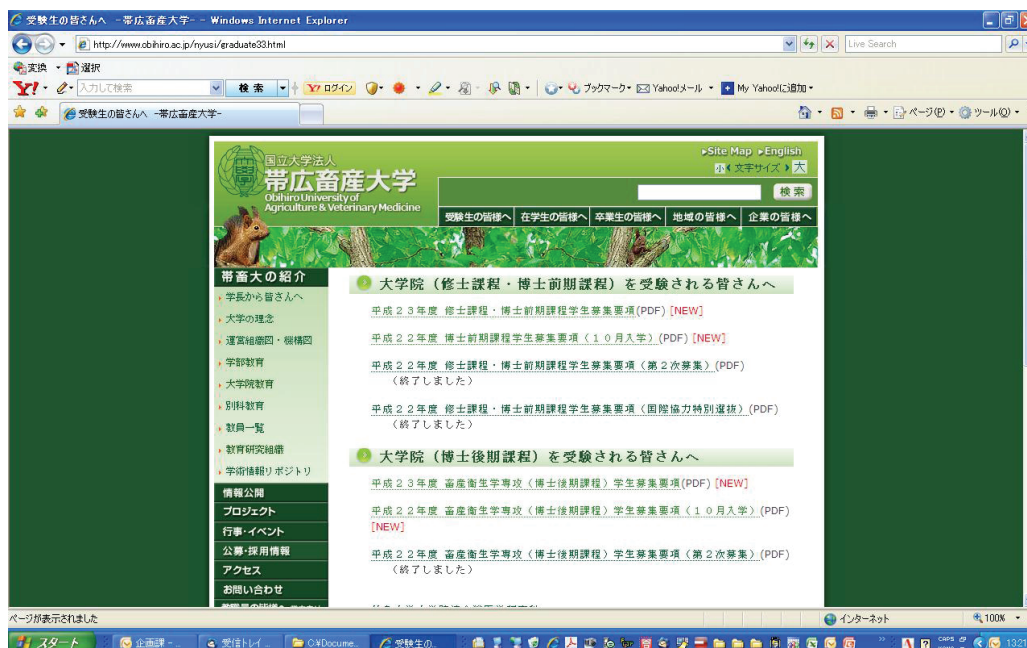 受験生の皆さんへ －帯広畜産大学－ - Windows Internet Explorer
http://www.obihiro.ac.jp/nyusi/graduate33.html
Live Search
変換 選択
Y! 入力して検索 検索 ログイン ブックマーク Yahoo!メール My Yahoo!に追加
受験生の皆さんへ －帯広畜産大学－ ページ(P) ツール(O)
▸Site Map ▸English
小 文字サイズ 大
国立大学法人
帯広畜産大学
Obihiro University of
Agriculture & Veterinary Medicine
検索
受験生の皆様へ 在学生の皆様へ 卒業生の皆様へ 地域の皆様へ 企業の皆様へ
帯畜大の紹介
学長から皆さんへ
大学の理念
運営組織図・機構図
学部教育
大学院教育
別科教育
教員一覧
教育研究組織
学術情報リポジトリ
情報公開
プロジェクト
行事・イベント
公募・採用情報
アクセス
お問い合わせ
大学院（修士課程・博士前期課程）を受験される皆さんへ
平成２３年度 修士課程・博士前期課程学生募集要項(PDF) [NEW]
平成２２年度 博士前期課程学生募集要項（１０月入学）(PDF) [NEW]
平成２２年度 修士課程・博士前期課程学生募集要項（第２次募集）(PDF)
（終了しました）
平成２２年度 修士課程・博士前期課程学生募集要項（国際協力特別選抜）(PDF)
（終了しました）
大学院（博士後期課程）を受験される皆さんへ
平成２３年度 畜産衛生学専攻（博士後期課程）学生募集要項(PDF) [NEW]
平成２２年度 畜産衛生学専攻（博士後期課程）学生募集要項（１０月入学）(PDF)
[NEW]
平成２２年度 畜産衛生学専攻（博士後期課程）学生募集要項（第２次募集）(PDF)
（終了しました）
ページが表示されました インターネット 100%
スタート 企画課 - .. 受信トレイ.. C:¥Docume... 受験生の.. CAPS 13:21